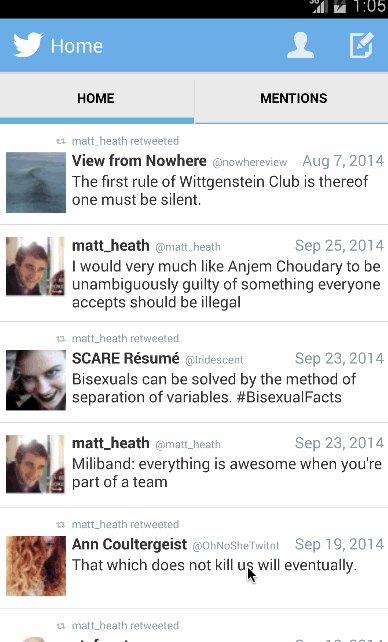 3G 1:05
Home
HOME MENTIONS
matt_heath retweeted
View from Nowhere @nowhereview Aug 7, 2014
The first rule of Wittgenstein Club is thereof
one must be silent.
matt_heath @matt_heath Sep 25, 2014
I would very much like Anjem Choudary to be
unambiguously guilty of something everyone
accepts should be illegal
matt_heath retweeted
SCARE Résumé @Iridescent Sep 23, 2014
Bisexuals can be solved by the method of
separation of variables. #BisexualFacts
matt_heath @matt_heath Sep 23, 2014
Miliband: everything is awesome when you're
part of a team
matt_heath retweeted
Ann Coultergeist @OhNoSheTwitnt Sep 19, 2014
That which does not kill us will eventually.
matt_heath retweeted